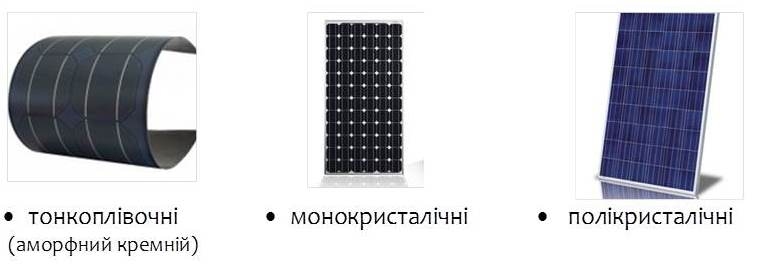 • тонкоплівочні
(аморфний кремній)
• монокристалічні
• полікристалічні